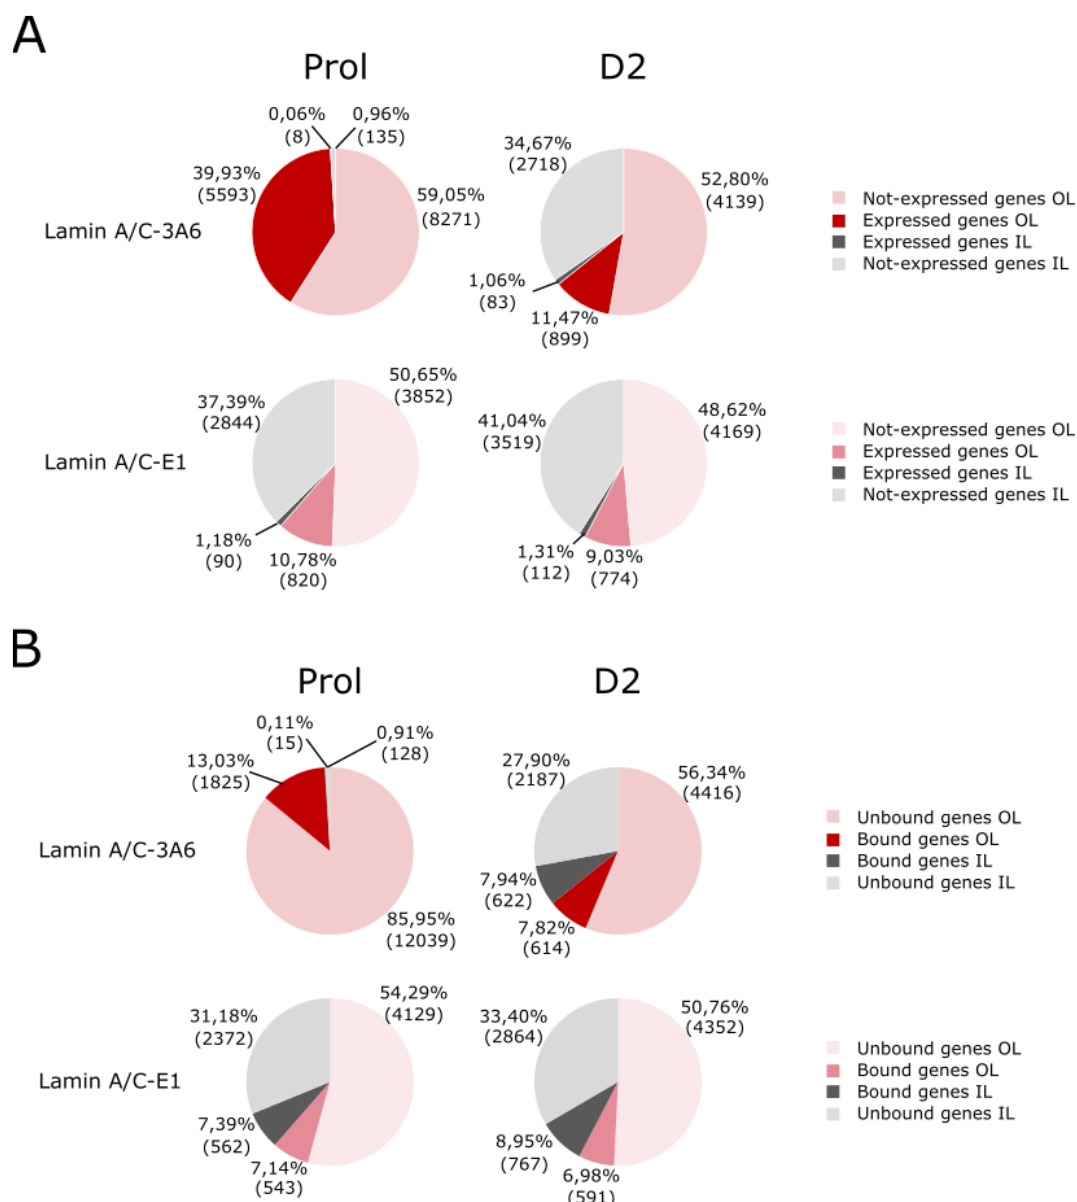 A
Prol
D2
0,06%
(8)
0,96%
(135)
39,93%
(5593)
59,05%
(8271)
34,67%
(2718)
52,80%
(4139)
Lamin A/C-3A6
1,06%
(83)
11,47%
(899)
Not-expressed genes OL
Expressed genes OL
Expressed genes IL
Not-expressed genes IL
37,39%
(2844)
50,65%
(3852)
41,04%
(3519)
48,62%
(4169)
Lamin A/C-E1
1,18%
(90)
10,78%
(820)
1,31%
(112)
9,03%
(774)
Not-expressed genes OL
Expressed genes OL
Expressed genes IL
Not-expressed genes IL
B
Prol
D2
0,11%
(15)
0,91%
(128)
13,03%
(1825)
27,90%
(2187)
56,34%
(4416)
Lamin A/C-3A6
85,95%
(12039)
7,94%
(622)
7,82%
(614)
Unbound genes OL
Bound genes OL
Bound genes IL
Unbound genes IL
31,18%
(2372)
54,29%
(4129)
33,40%
(2864)
50,76%
(4352)
Lamin A/C-E1
7,39%
(562)
7,14%
(543)
8,95%
(767)
6,98%
(591)
Unbound genes OL
Bound genes OL
Bound genes IL
Unbound genes IL